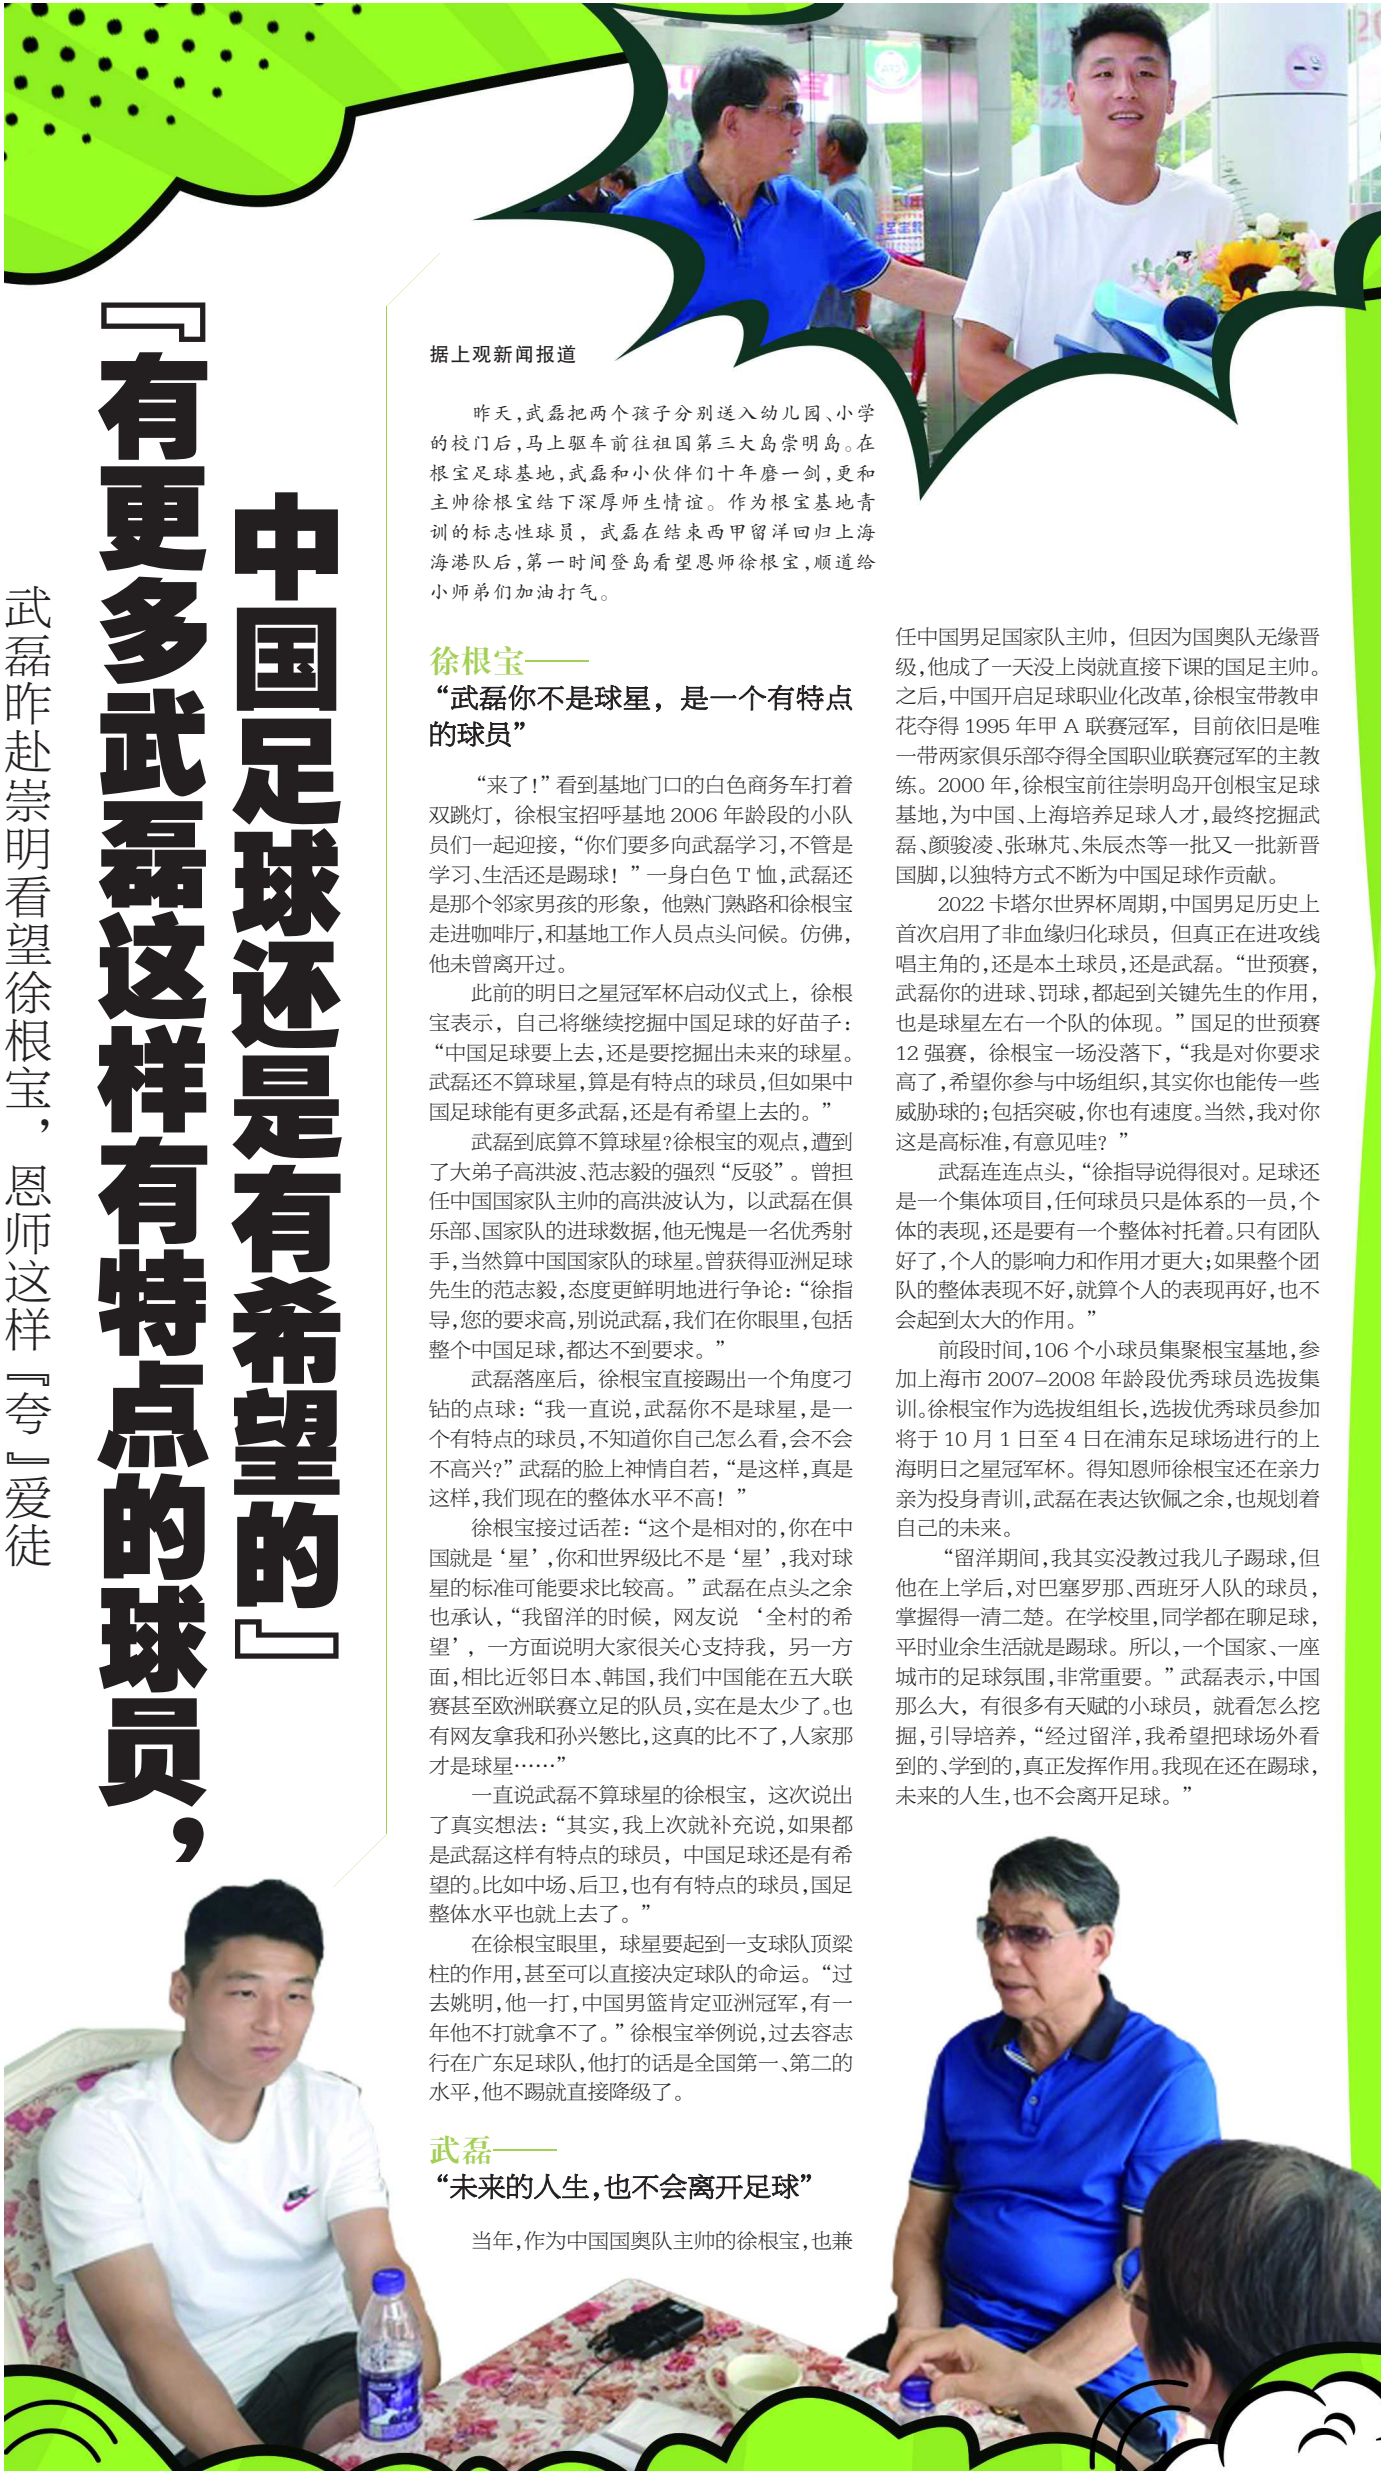 『有更多武磊这样有特点的球员，
中国足球还是有希望的』
武磊昨赴崇明看望徐根宝，恩师这样『夸』爱徒
据上观新闻报道
昨天，武磊把两个孩子分别送入幼儿园、小学
的校门后，马上驱车前往祖国第三大岛崇明岛。在
根宝足球基地，武磊和小伙伴们十年磨一剑，更和
主帅徐根宝结下深厚师生情谊。作为根宝基地青
训的标志性球员，武磊在结束西甲留洋回归上海
海港队后，第一时间登岛看望恩师徐根宝，顺道给
小师弟们加油打气。
徐根宝——
“武磊你不是球星，是一个有特点
的球员”
“来了！”看到基地门口的白色商务车打着
双跳灯，徐根宝招呼基地2006年龄段的小队
员们一起迎接，“你们要多向武磊学习，不管是
学习、生活还是踢球！”一身白色T恤，武磊还
是那个邻家男孩的形象，他熟门熟路和徐根宝
走进咖啡厅，和基地工作人员点头问候。仿佛，
他未曾离开过。
此前的明日之星冠军杯启动仪式上，徐根
宝表示，自己将继续挖掘中国足球的好苗子：
“中国足球要上去，还是要挖掘出未来的球星。
武磊还不算球星，算是有特点的球员，但如果中
国足球能有更多武磊，还是有希望上去的。”
武磊到底算不算球星？徐根宝的观点，遭到
了大弟子高洪波、范志毅的强烈“反驳”。曾担
任中国国家队主帅的高洪波认为，以武磊在俱
乐部、国家队的进球数据，他无愧是一名优秀射
手，当然算中国国家队的球星。曾获得亚洲足球
先生的范志毅，态度更鲜明地进行争论：“徐指
导，您的要求高，别说武磊，我们在你眼里，包括
整个中国足球，都达不到要求。”
武磊落座后，徐根宝直接踢出一个角度刁
钻的点球：“我一直说，武磊你不是球星，是一
个有特点的球员，不知道你自己怎么看，会不会
不高兴？”武磊的脸上神情自若，“是这样，真是
这样，我们现在的整体水平不高！”
徐根宝接过话茬：“这个是相对的，你在中
国就是‘星’，你和世界级比不是‘星’，我对球
星的标准可能要求比较高。”武磊在点头之余
也承认，“我留洋的时候，网友说‘全村的希
望’，一方面说明大家很关心支持我，另一方
面，相比近邻日本、韩国，我们中国能在五大联
赛甚至欧洲联赛立足的队员，实在是太少了。也
有网友拿我和孙兴慜比，这真的比不了，人家那
才是球星……”
一直说武磊不算球星的徐根宝，这次说出
了真实想法：“其实，我上次就补充说，如果都
是武磊这样有特点的球员，中国足球还是有希
望的。比如中场、后卫，也有有特点的球员，国足
整体水平也就上去了。”
在徐根宝眼里，球星要起到一支球队顶梁
柱的作用，甚至可以直接决定球队的命运。“过
去姚明，他一打，中国男篮肯定亚洲冠军，有一
年他不打就拿不了。”徐根宝举例说，过去容志
行在广东足球队，他打的话是全国第一、第二的
水平，他不踢就直接降级了。
武磊——
“未来的人生，也不会离开足球”
当年，作为中国国奥队主帅的徐根宝，也兼
任中国男足国家队主帅，但因为国奥队无缘晋
级，他成了一天没上岗就直接下课的国足主帅。
之后，中国开启足球职业化改革，徐根宝带教申
花夺得1995年甲A联赛冠军，目前依旧是唯
一带两家俱乐部夺得全国职业联赛冠军的主教
练。2000年，徐根宝前往崇明岛开创根宝足球
基地，为中国、上海培养足球人才，最终挖掘武
磊、颜骏凌、张琳芃、朱辰杰等一批又一批新晋
国脚，以独特方式不断为中国足球作贡献。
2022卡塔尔世界杯周期，中国男足历史上
首次启用了非血缘归化球员，但真正在进攻线
唱主角的，还是本土球员，还是武磊。“世预赛，
武磊你的进球、罚球，都起到关键先生的作用，
也是球星左右一个队的体现。”国足的世预赛
12强赛，徐根宝一场没落下，“我是对你要求
高了，希望你参与中场组织，其实你也能传一些
威胁球的；包括突破，你也有速度。当然，我对你
这是高标准，有意见哇？”
武磊连连点头，“徐指导说得很对。足球还
是一个集体项目，任何球员只是体系的一员，个
体的表现，还是要有一个整体衬托着。只有团队
好了，个人的影响力和作用才更大；如果整个团
队的整体表现不好，就算个人的表现再好，也不
会起到太大的作用。”
前段时间，106个小球员集聚根宝基地，参
加上海市2007-2008年龄段优秀球员选拔集
训。徐根宝作为选拔组组长，选拔优秀球员参加
将于10月1日至4日在浦东足球场进行的上
海明日之星冠军杯。得知恩师徐根宝还在亲力
亲为投身青训，武磊在表达钦佩之余，也规划着
自己的未来。
“留洋期间，我其实没教过我儿子踢球，但
他在上学后，对巴塞罗那、西班牙人队的球员，
掌握得一清二楚。在学校里，同学都在聊足球，
平时业余生活就是踢球。所以，一个国家、一座
城市的足球氛围，非常重要。”武磊表示，中国
那么大，有很多有天赋的小球员，就看怎么挖
掘，引导培养，“经过留洋，我希望把球场外看
到的、学到的，真正发挥作用。我现在还在踢球，
未来的人生，也不会离开足球。”